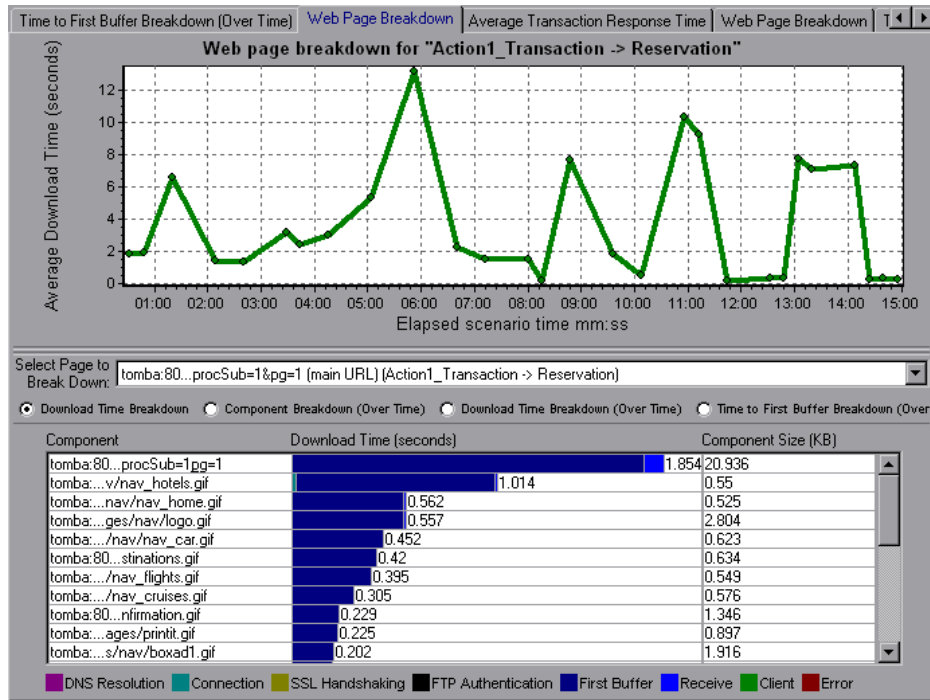 Time to First Buffer Breakdown (Over Time) Web Page Breakdown Average Transaction Response Time Web Page Breakdown T
Web page breakdown for "Action1_Transaction -> Reservation"
Average Download Time (seconds)
12
10
8
6
4
2
0
01:00 02:00 03:00 04:00 05:00 06:00 07:00 08:00 09:00 10:00 11:00 12:00 13:00 14:00 15:00
Elapsed scenario time mm:ss
Select Page to
Break Down:
tomba:80...procSub=1&pg=1 (main URL) (Action1_Transaction -> Reservation)
Download Time Breakdown Component Breakdown (Over Time) Download Time Breakdown (Over Time) Time to First Buffer Breakdown (Over
Component Download Time (seconds) Component Size (KB)
tomba:80...procSub=1pg=1 1.854 20.936
tomba:...v/nav_hotels.gif 1.014 0.55
tomba:...nav/nav_home.gif 0.562 0.525
tomba:...ges/nav/logo.gif 0.557 2.804
tomba:.../nav/nav_car.gif 0.452 0.623
tomba:80...stinations.gif 0.42 0.634
tomba:.../nav_flights.gif 0.395 0.549
tomba:.../nav_cruises.gif 0.305 0.576
tomba:80...nfirmation.gif 0.229 1.346
tomba:...ages/printit.gif 0.225 0.897
tomba:...s/nav/boxad1.gif 0.202 1.916
DNS Resolution Connection SSL Handshaking FTP Authentication First Buffer Receive Client Error